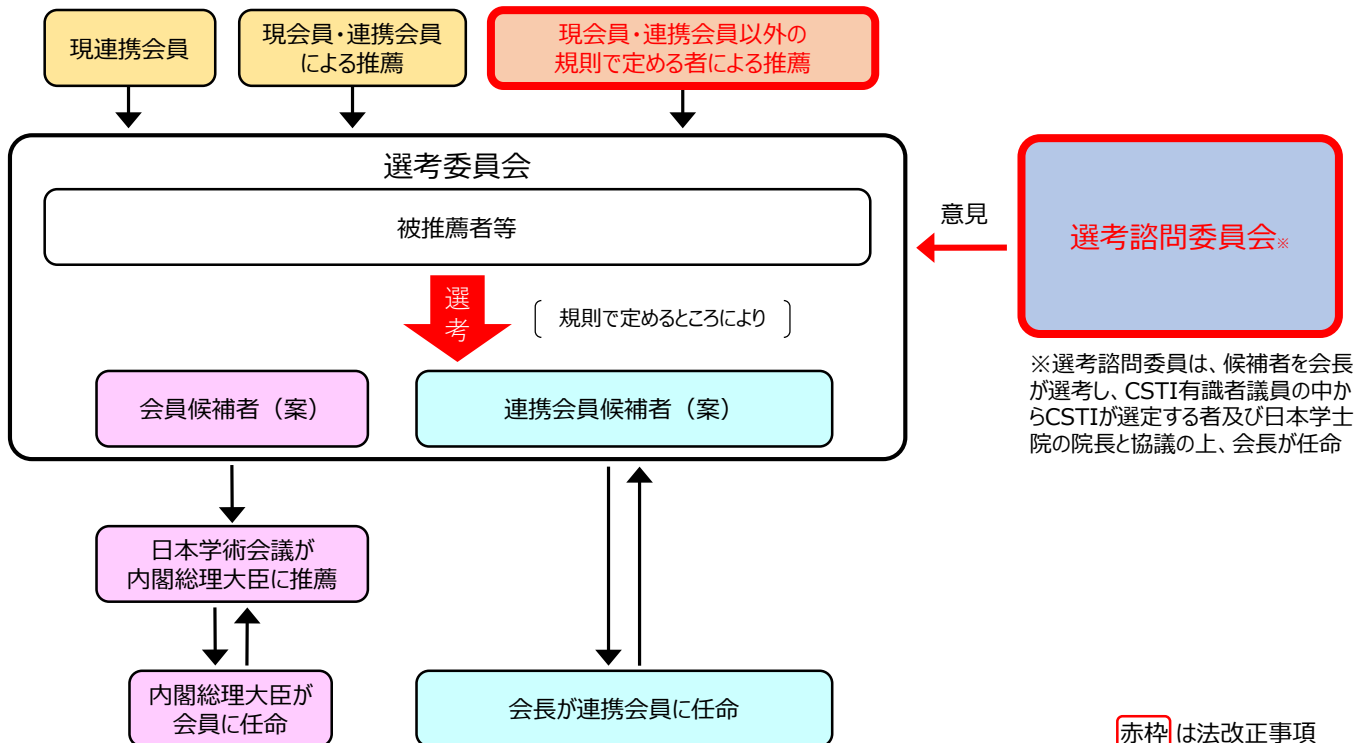 現連携会員
現会員・連携会員
による推薦
現会員・連携会員以外の
規則で定める者による推薦
選考委員会
被推薦者等
意見
選考諮問委員会※
選
考
規則で定めるところにより
※選考諮問委員は、候補者を会長
が選考し、CSTI有識者議員の中か
らCSTIが選定する者及び日本学士
院の院長と協議の上、会長が任命
会員候補者（案）
連携会員候補者（案）
日本学術会議が
内閣総理大臣に推薦
内閣総理大臣が
会員に任命
会長が連携会員に任命
赤枠は法改正事項